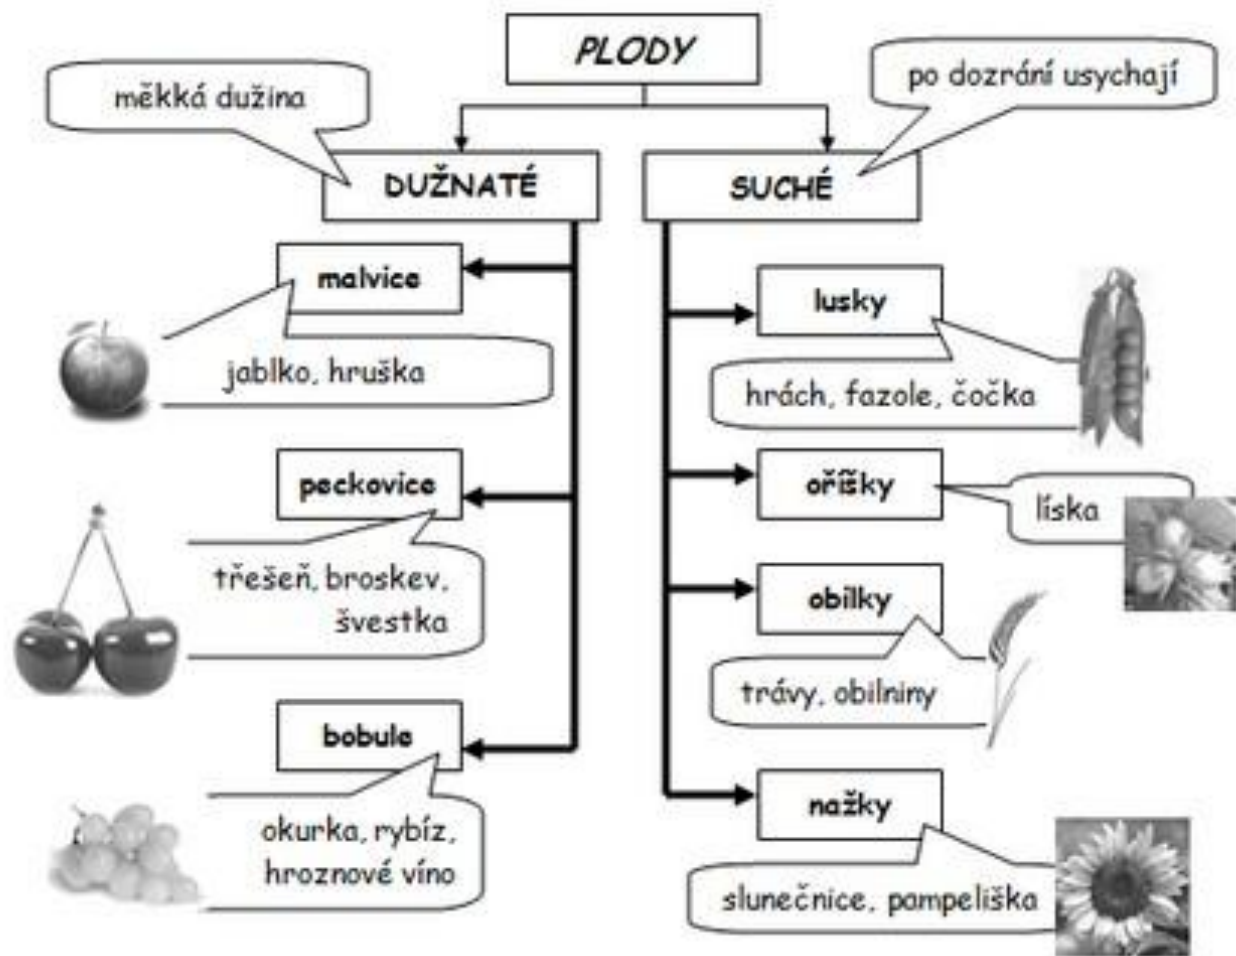 PLODY
měkká dužina
po dozrání usychají
DUŽNATÉ
SUCHÉ
malvice
jablko, hruška
peckovice
třešeň, broskev,
švestka
bobule
okurka, rybíz,
hroznové víno
lusky
hrách, fazole, čočka
oříšky
líska
obilky
trávy, obilniny
nažky
slunečnice, pampeliška